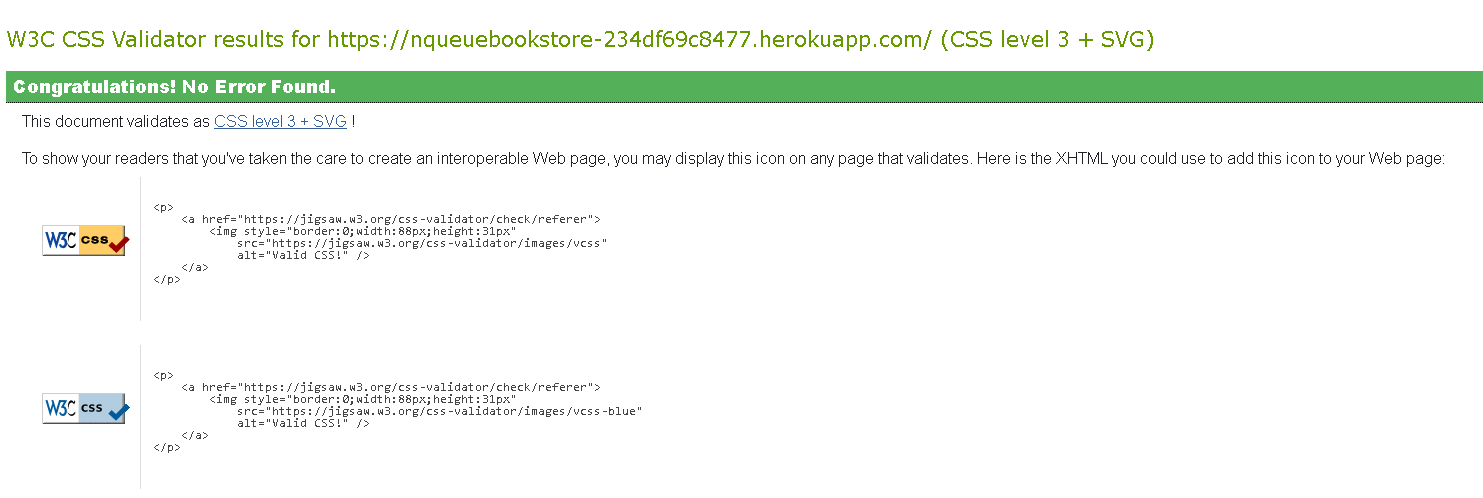 W3C CSS Validator results for https://nqueuebookstore-234df69c8477.herokuapp.com/ (CSS level 3 + SVG)
Congratulations! No Error Found.
This document validates as CSS level 3 + SVG !
To show your readers that you've taken the care to create an interoperable Web page, you may display this icon on any page that validates. Here is the XHTML you could use to add this icon to your Web page:
W3C css
<p>
    <a href="https://jigsaw.w3.org/css-validator/check/referer">
        <img style="border:0;width:88px;height:31px"
            src="https://jigsaw.w3.org/css-validator/images/vcss"
            alt="Valid CSS!" />
    </a>
</p>
W3C css
<p>
    <a href="https://jigsaw.w3.org/css-validator/check/referer">
        <img style="border:0;width:88px;height:31px"
            src="https://jigsaw.w3.org/css-validator/images/vcss-blue"
            alt="Valid CSS!" />
    </a>
</p>